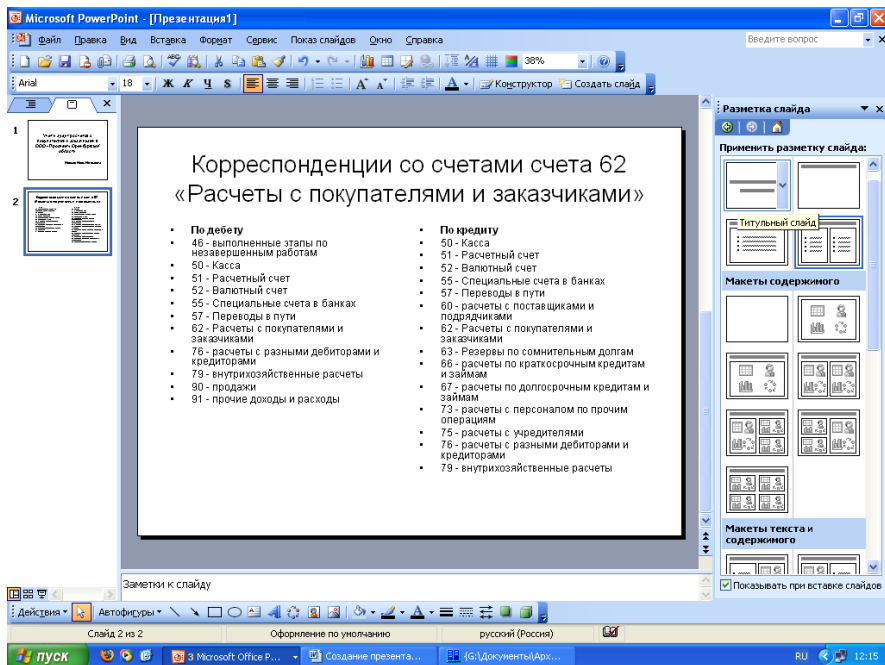 Microsoft PowerPoint - [Презентация1]
Файл Правка Вид Вставка Формат Сервис Показ слайдов Окно Справка
Введите вопрос
38%
Arial 18 Ж К Ч S Конструктор Создать слайд
Разметка слайда
Применить разметку слайда:
1
2
Титульный слайд
Макеты содержимого
Макеты текста и
содержимого
Показывать при вставке слайдов
Корреспонденции со счетами счета 62
«Расчеты с покупателями и заказчиками»
По дебету
46 - выполненные этапы по
незавершенным работам
50 - Касса
51 - Расчетный счет
52 - Валютный счет
55 - Специальные счета в банках
57 - Переводы в пути
62 - Расчеты с покупателями и
заказчиками
76 - расчеты с разными дебиторами и
кредиторами
79 - внутрихозяйственные расчеты
90 - продажи
91 - прочие доходы и расходы
По кредиту
50 - Касса
51 - Расчетный счет
52 - Валютный счет
55 - Специальные счета в банках
57 - Переводы в пути
60 - расчеты с поставщиками и
подрядчиками
62 - Расчеты с покупателями и
заказчиками
63 - Резервы по сомнительным долгам
66 - расчеты по краткосрочным кредитам
и займам
67 - расчеты по долгосрочным кредитам и
займам
73 - расчеты с персоналом по прочим
операциям
75 - расчеты с учредителями
76 - расчеты с разными дебиторами и
кредиторами
79 - внутрихозяйственные расчеты
Заметки к слайду
Действия Автофигуры
Слайд 2 из 2 Оформление по умолчанию русский (Россия)
пуск 3 Microsoft Office P... Создание презента... {G:\Документы\Арх... RU 12:15